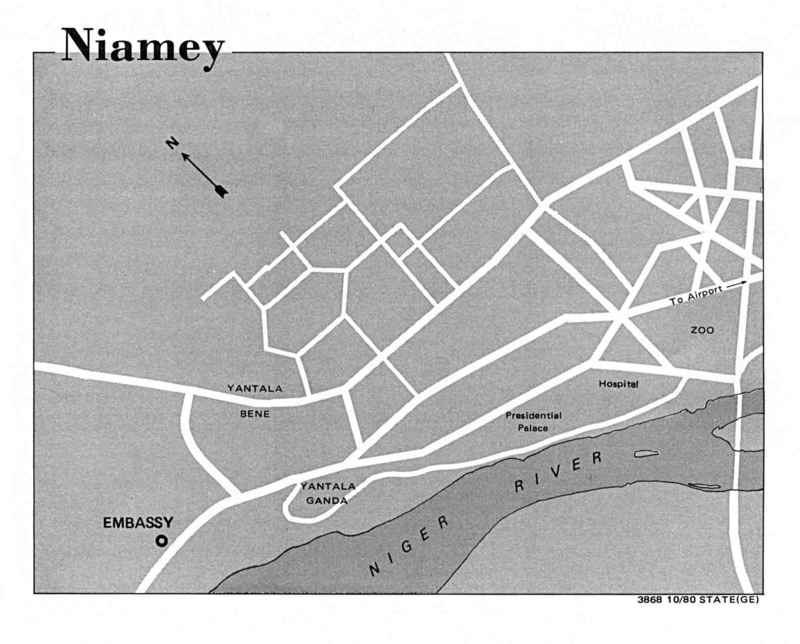 Niamey
N
To Airport
ZOO
YANTALA
BENE
Hospital
Presidential
Palace
YANTALA
GANDA
NIGER RIVER
EMBASSY
3868 10/80 STATE(GE)